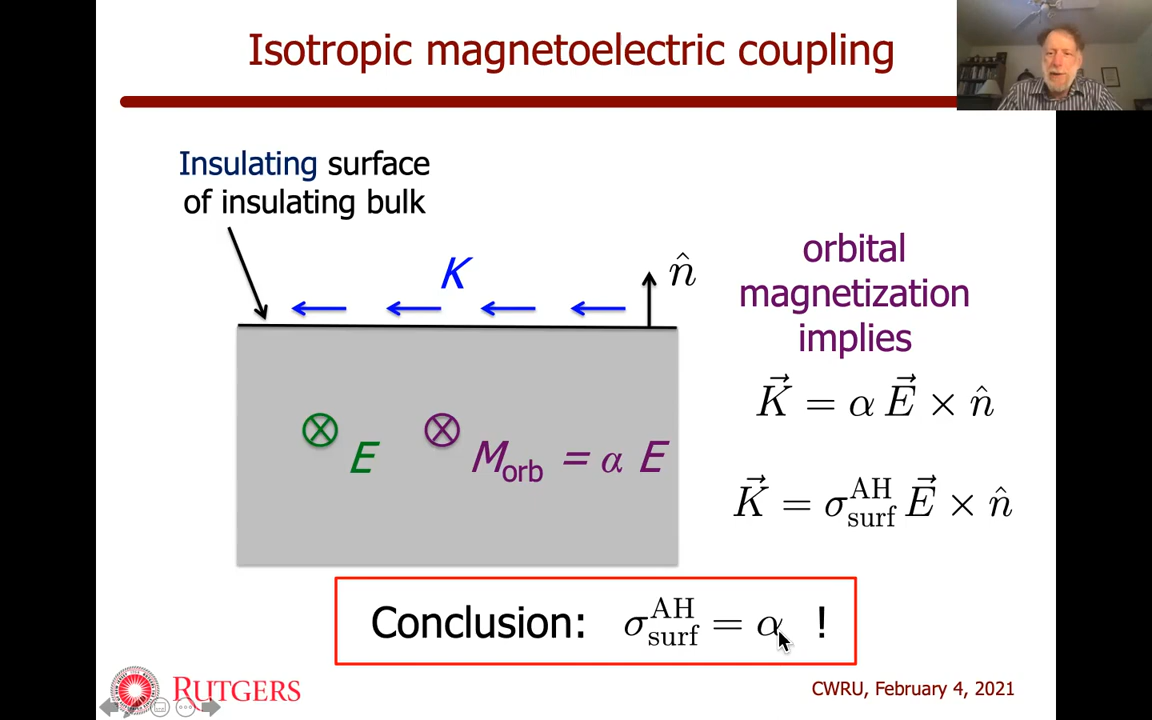 Isotropic magnetoelectric coupling
Insulating surface
of insulating bulk
K
n̂
orbital
magnetization
implies
K⃗ = α E⃗ × n̂
E
M_orb = α E
K⃗ = σ^AH_surf E⃗ × n̂
Conclusion: σ^AH_surf = α !
RUTGERS
CWRU, February 4, 2021